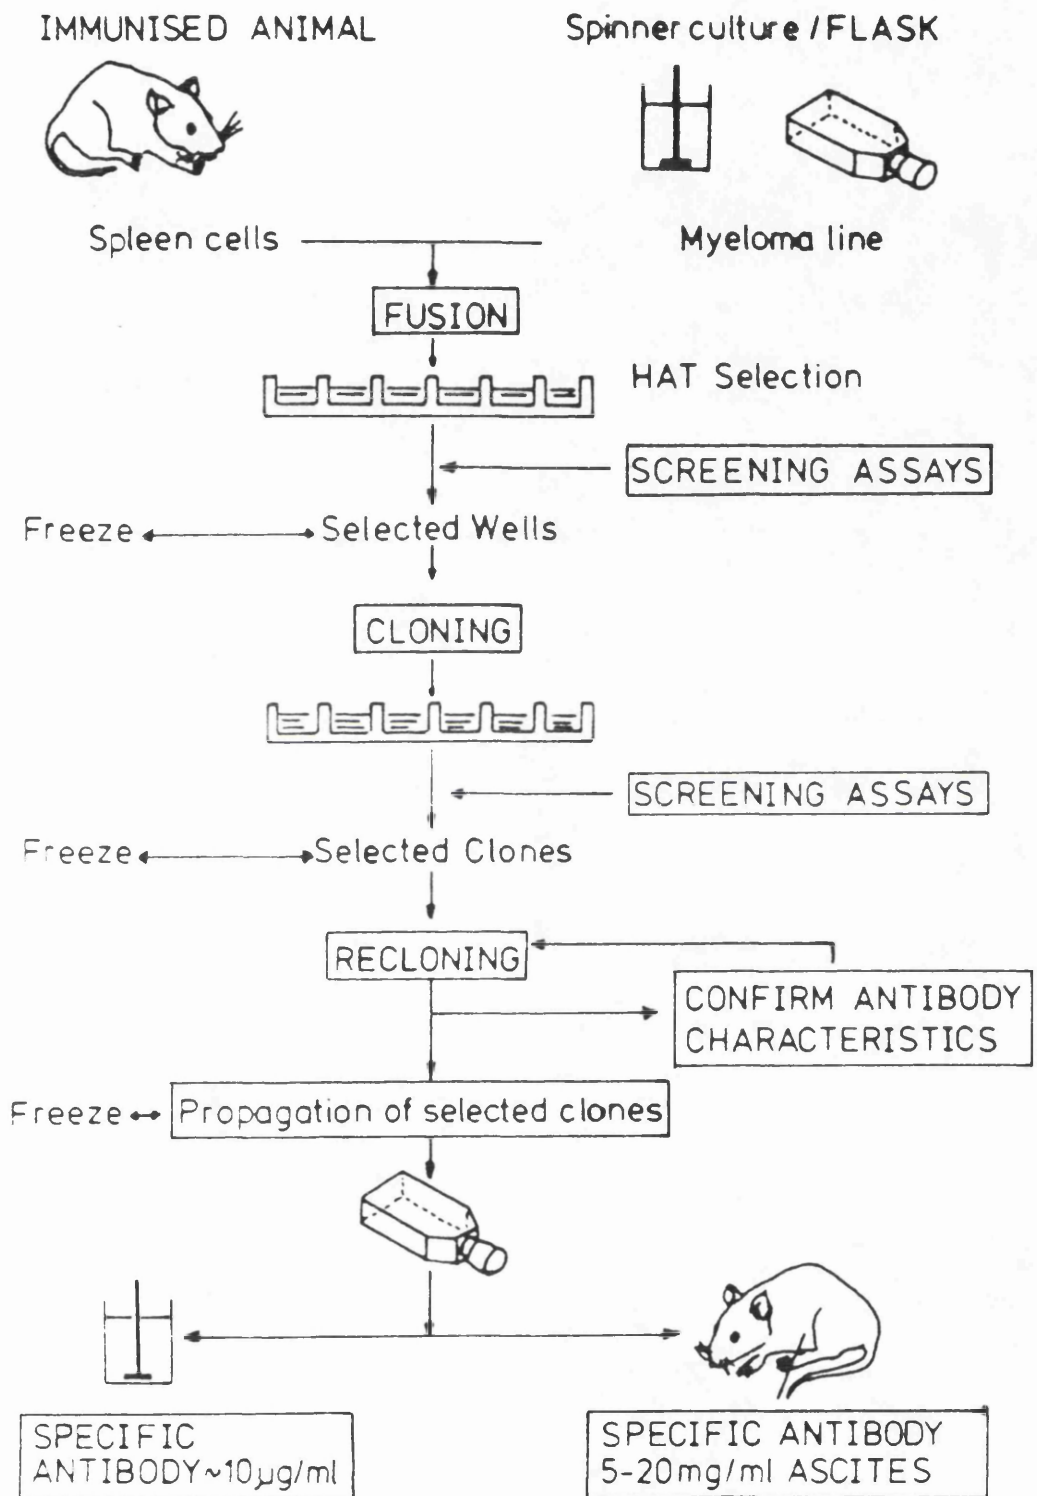 IMMUNISED ANIMAL
Spinner culture/FLASK
Spleen cells
Myeloma line
FUSION
HAT Selection
SCREENING ASSAYS
Freeze
Selected Wells
CLONING
SCREENING ASSAYS
Freeze
Selected Clones
RECLONING
CONFIRM ANTIBODY
CHARACTERISTICS
Freeze
Propagation of selected clones
SPECIFIC
ANTIBODY~10µg/ml
SPECIFIC ANTIBODY
5-20mg/ml ASCITES